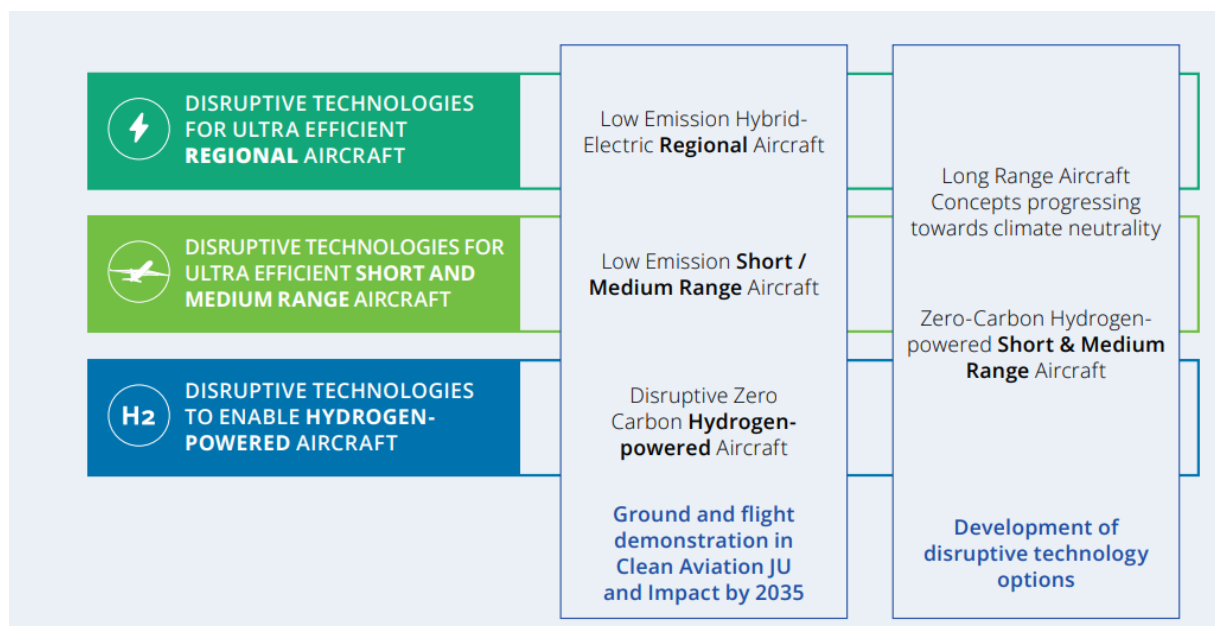 DISRUPTIVE TECHNOLOGIES
FOR ULTRA EFFICIENT
REGIONAL AIRCRAFT
Low Emission Hybrid-
Electric Regional Aircraft
DISRUPTIVE TECHNOLOGIES FOR
ULTRA EFFICIENT SHORT AND
MEDIUM RANGE AIRCRAFT
Low Emission Short /
Medium Range Aircraft
H2
DISRUPTIVE TECHNOLOGIES
TO ENABLE HYDROGEN-
POWERED AIRCRAFT
Disruptive Zero
Carbon Hydrogen-
powered Aircraft
Ground and flight
demonstration in
Clean Aviation JU
and Impact by 2035
Long Range Aircraft
Concepts progressing
towards climate neutrality
Zero-Carbon Hydrogen-
powered Short & Medium
Range Aircraft
Development of
disruptive technology
options